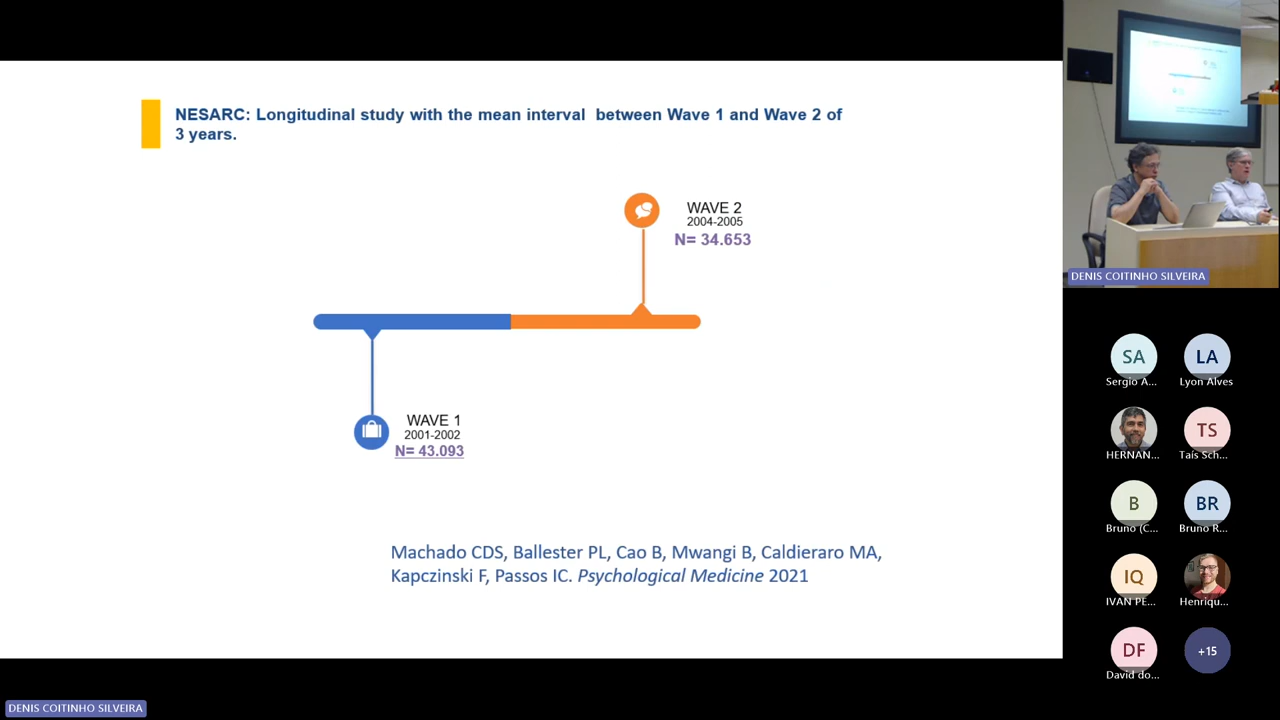 NESARC: Longitudinal study with the mean interval between Wave 1 and Wave 2 of
3 years.
WAVE 2
2004-2005
N= 34.653
WAVE 1
2001-2002
N= 43.093
Machado CDS, Ballester PL, Cao B, Mwangi B, Caldieraro MA,
Kapczinski F, Passos IC. Psychological Medicine 2021
DENIS COITINHO SILVEIRA
SA
Sergio A...
LA
Lyon Alves
HERNAN...
TS
Taís Sch...
B
Bruno (C...
BR
Bruno R...
IQ
IVAN PE...
Henriqu...
DF
David do...
+15
DENIS COITINHO SILVEIRA